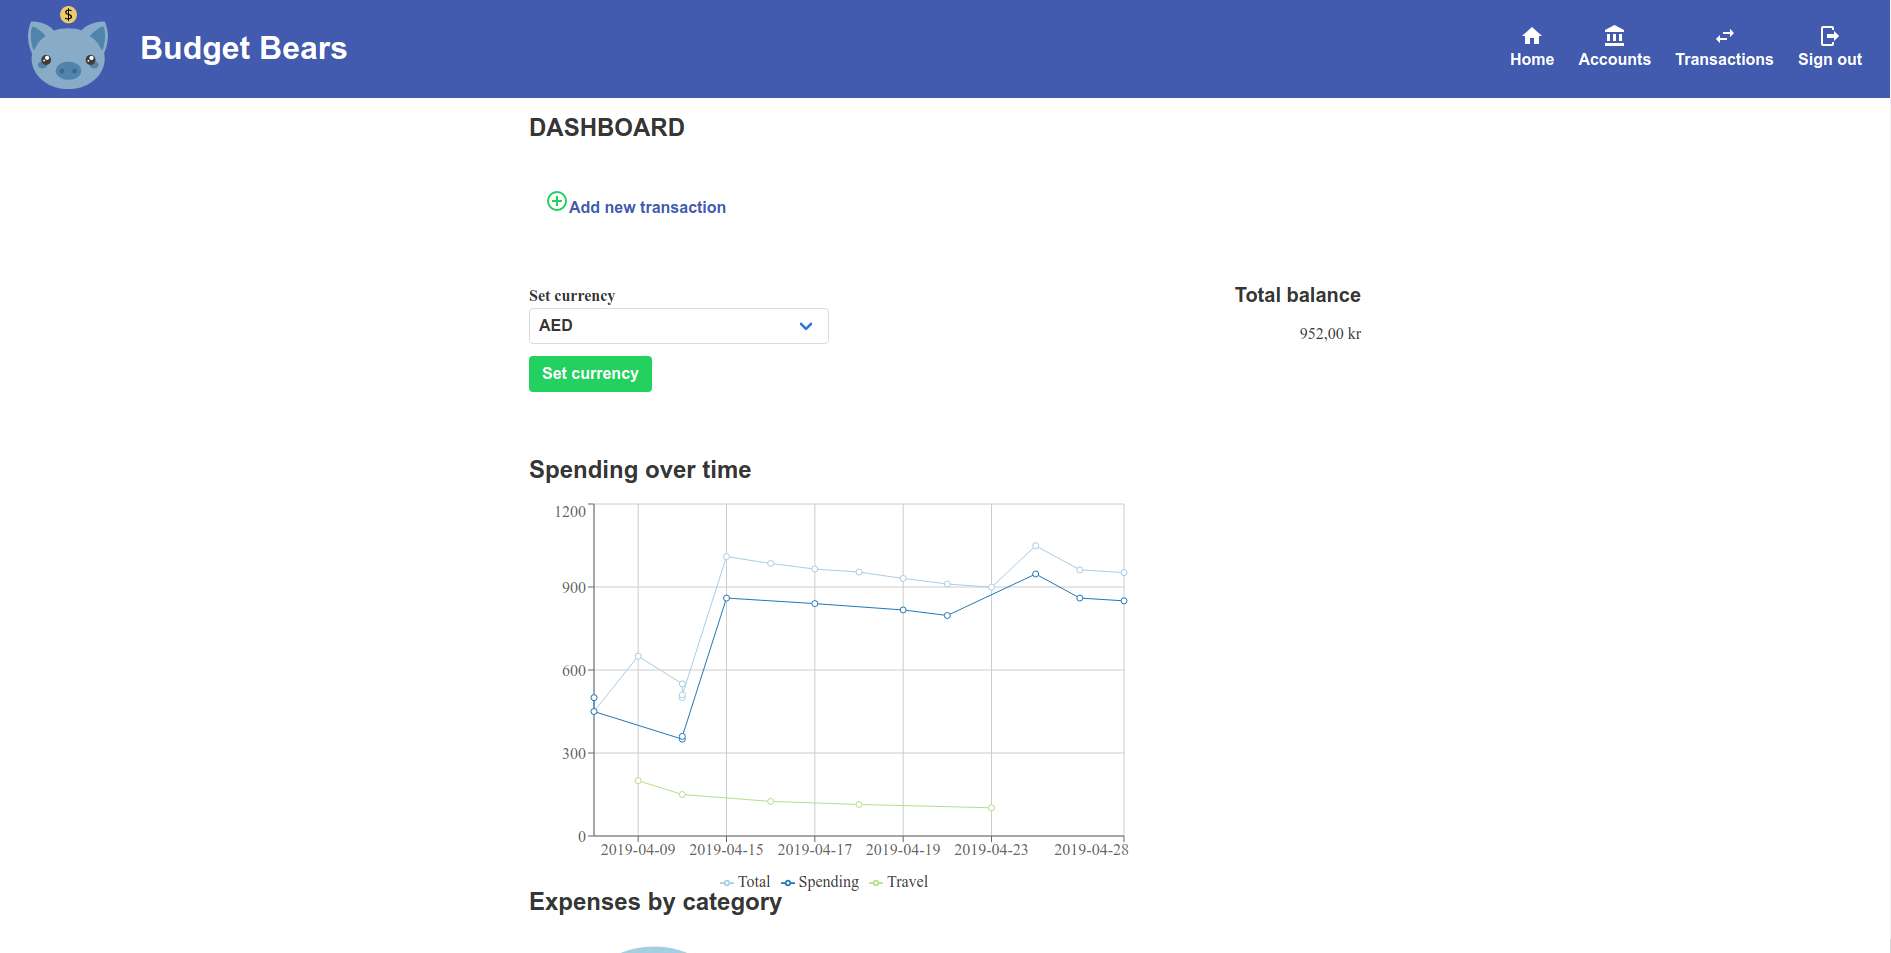 $
Budget Bears
Home Accounts Transactions Sign out
DASHBOARD
Add new transaction
Set currency
AED
Set currency
Total balance
952,00 kr
Spending over time
1200
900
600
300
0
2019-04-09 2019-04-15 2019-04-17 2019-04-19 2019-04-23 2019-04-28
Total Spending Travel
Expenses by category